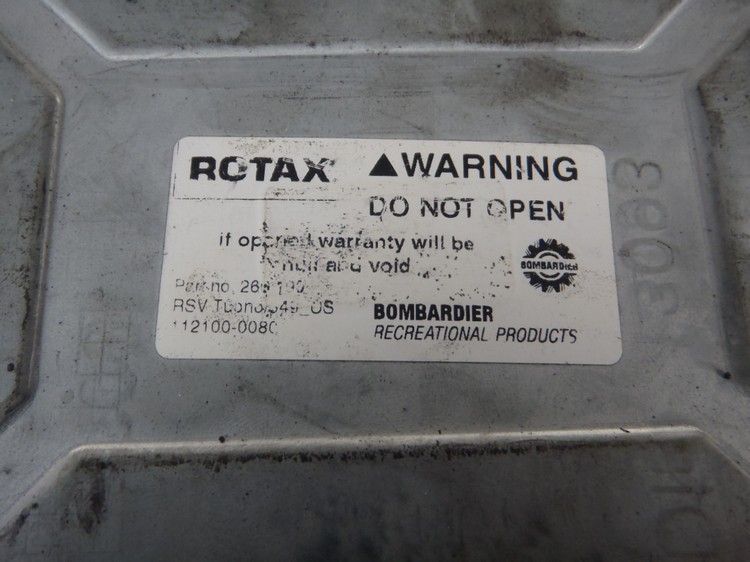 ROTAX
▲WARNING
DO NOT OPEN
if opened warranty will be
null and void
BOMBARDIER
Part no.
RSV
112100-0080
BOMBARDIER
RECREATIONAL PRODUCTS
3083